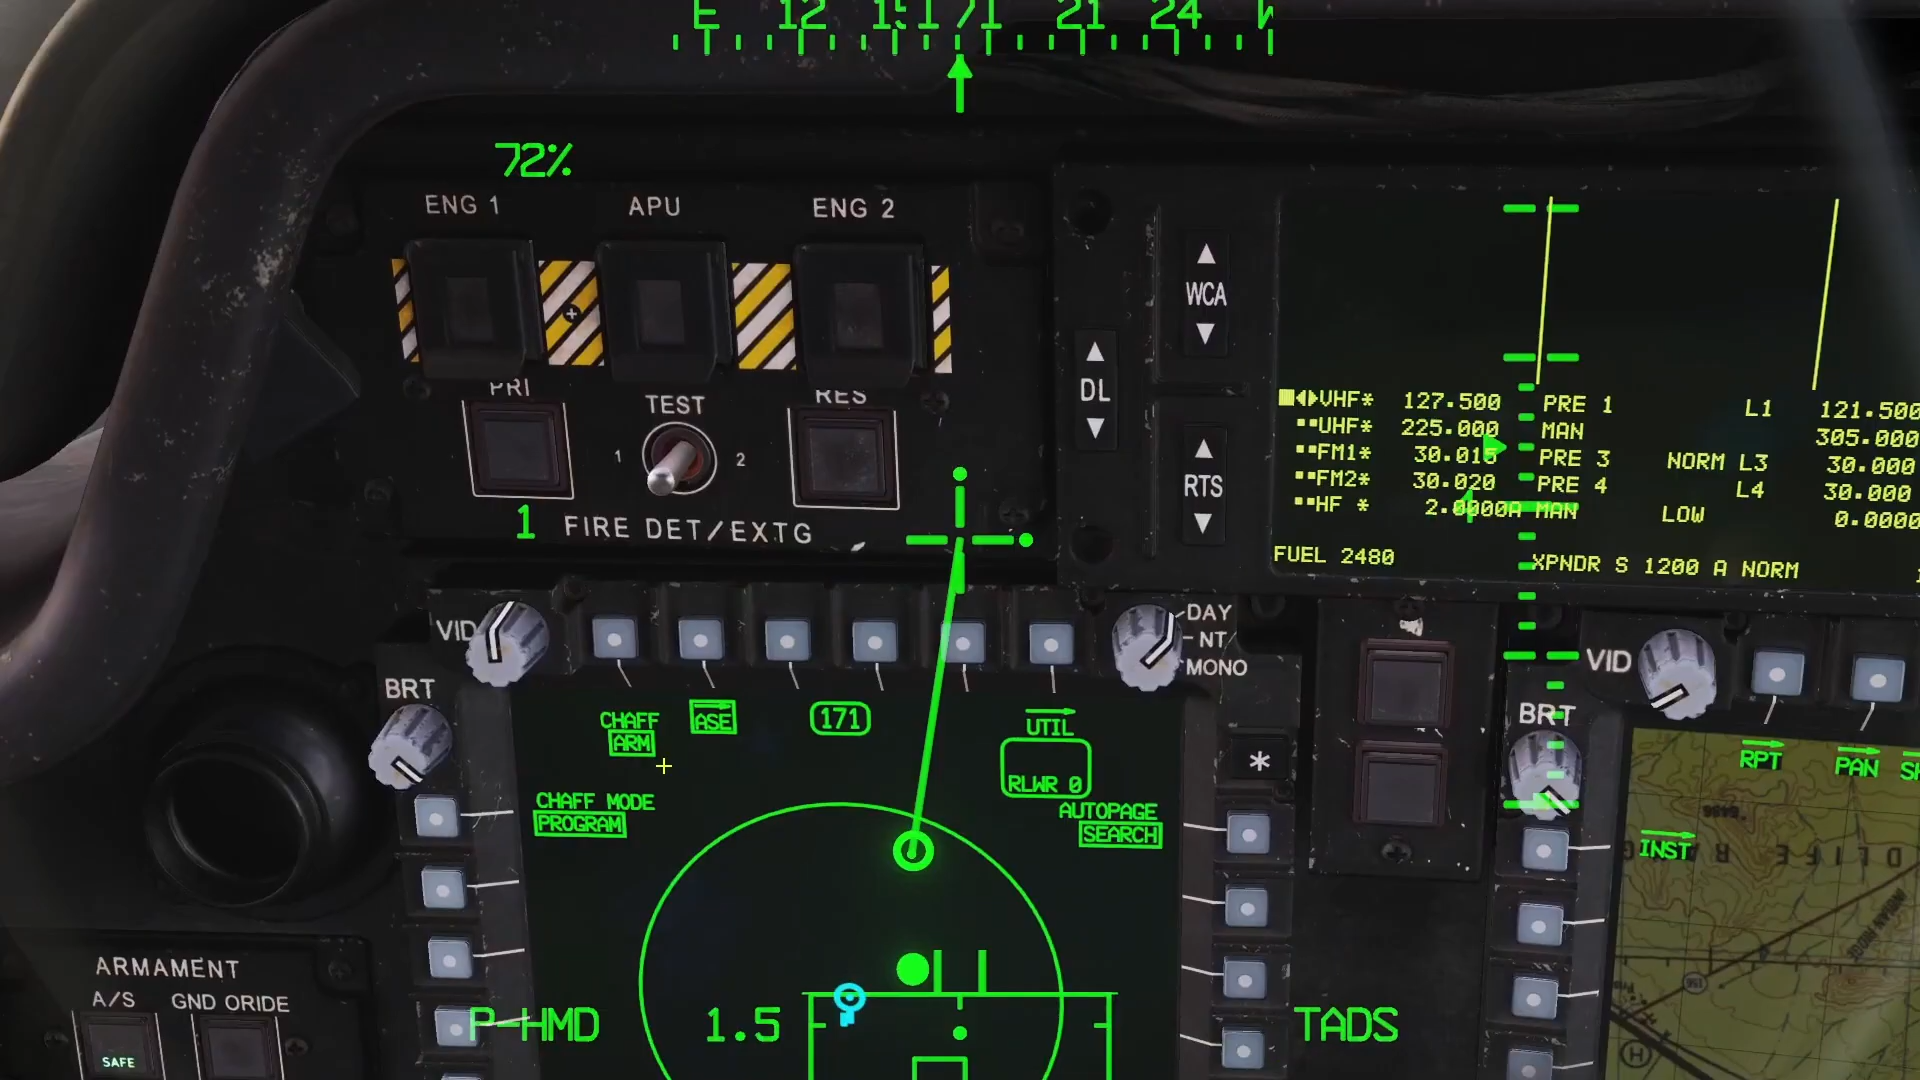 E 12 171 21 24
72%
ENG 1 APU ENG 2
WCA
DL
RTS
PRI TEST RES
1 2
1 FIRE DET/EXTG
VHF* 127.500 PRE 1 L1 121.500
UHF* 225.000 MAN 305.000
FM1* 30.015 PRE 3 NORM L3 30.000
FM2* 30.020 PRE 4 L4 30.000
HF * 2.0000A MAN LOW 0.0000
FUEL 2480 XPNDR S 1200 A NORM
VID
DAY
NT
MONO
VID
BRT
BRT
CHAFF
ARM
ASE
171
UTIL
RLWR 0
*
RPT PAN
CHAFF MODE
PROGRAM
AUTOPAGE
SEARCH
INST
ARMAMENT
A/S GND ORIDE
SAFE
P-HMD 1.5 TADS
H